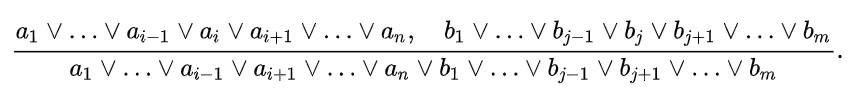 a₁ ∨ … ∨ aᵢ₋₁ ∨ aᵢ ∨ aᵢ₊₁ ∨ … ∨ aₙ,  b₁ ∨ … ∨ bⱼ₋₁ ∨ bⱼ ∨ bⱼ₊₁ ∨ … ∨ bₘ
a₁ ∨ … ∨ aᵢ₋₁ ∨ aᵢ₊₁ ∨ … ∨ aₙ ∨ b₁ ∨ … ∨ bⱼ₋₁ ∨ bⱼ₊₁ ∨ … ∨ bₘ.